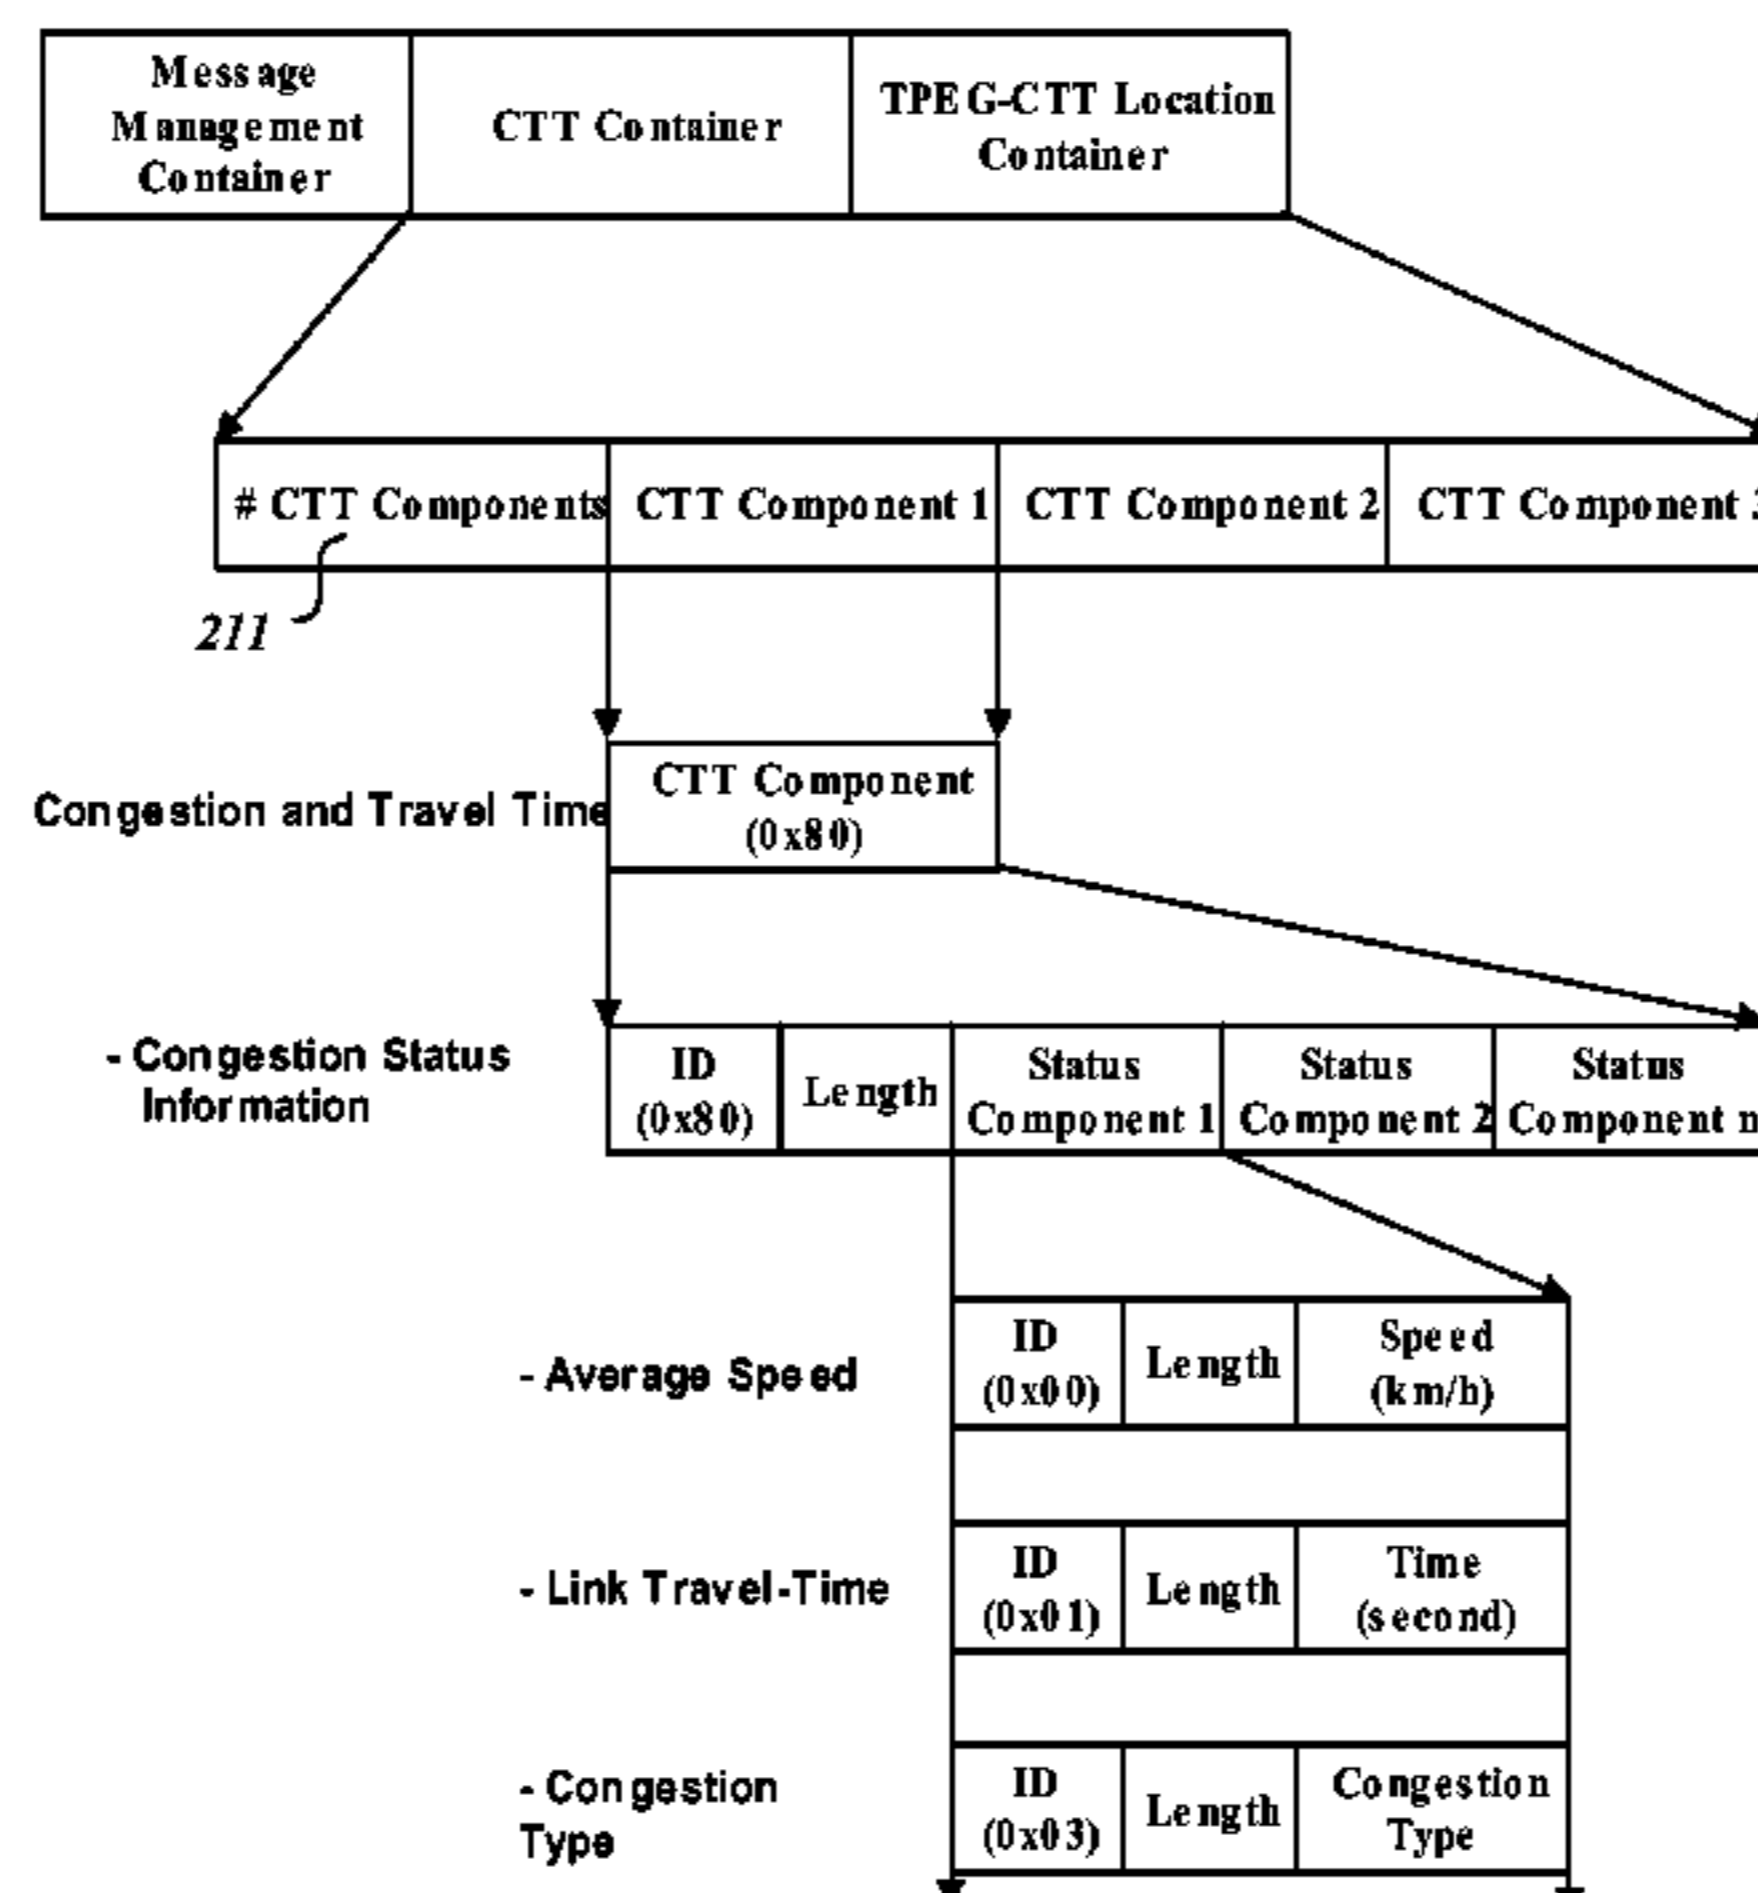 Message
Management
Container
CTT Container
TPEG-CTT Location
Container
# CTT Components
CTT Component 1
CTT Component 2
CTT Component
211
Congestion and Travel Time
CTT Component
(0x80)
- Congestion Status
Information
ID
(0x80)
Length
Status
Component 1
Status
Component 2
Status
Component
- Average Speed
ID
(0x00)
Length
Speed
(km/h)
- Link Travel-Time
ID
(0x01)
Length
Time
(second)
- Congestion
Type
ID
(0x03)
Length
Congestion
Type